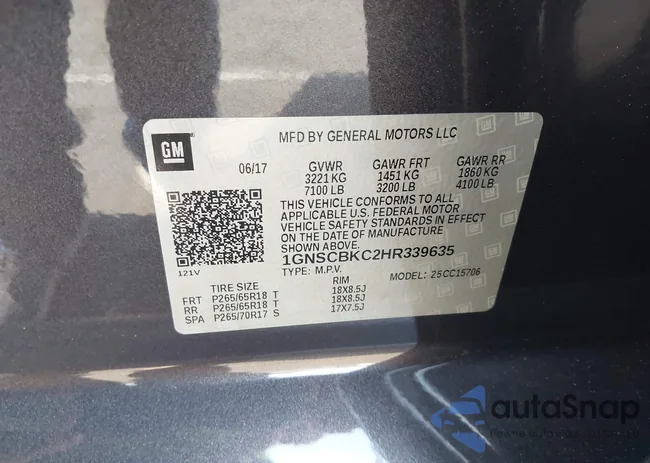 GM
MFD BY GENERAL MOTORS LLC
06/17
GVWR GAWR FRT GAWR RR
3221 KG 1451 KG 1860 KG
7100 LB 3200 LB 4100 LB
THIS VEHICLE CONFORMS TO ALL
APPLICABLE U.S. FEDERAL MOTOR
VEHICLE SAFETY STANDARDS IN EFFECT
ON THE DATE OF MANUFACTURE
SHOWN ABOVE.
121V
1GNSCBKC2HR339635
TYPE: M.P.V. MODEL: 25CC15706
TIRE SIZE RIM
FRT P265/65R18 T 18X8.5J
RR P265/65R18 T 18X8.5J
SPA P265/70R17 S 17X7.5J
autaSnap